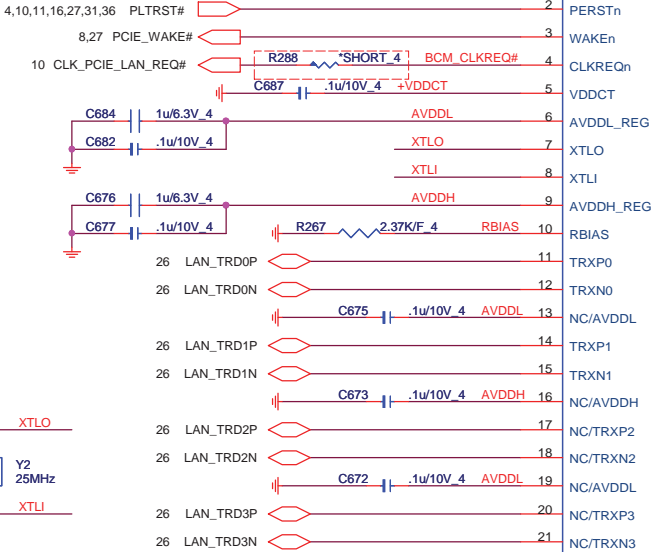 4,10,11,16,27,31,36 PLTRST# 2 PERSTn
8,27 PCIE_WAKE# 3 WAKEn
10 CLK_PCIE_LAN_REQ# R288 *SHORT_4 BCM_CLKREQ# 4 CLKREQn
C687 .1u/10V_4 +VDDCT 5 VDDCT
C684 1u/6.3V_4 AVDDL 6 AVDDL_REG
C682 .1u/10V_4 XTLO 7 XTLO
XTLI 8 XTLI
C676 1u/6.3V_4 AVDDH 9 AVDDH_REG
C677 .1u/10V_4 R267 2.37K/F_4 RBIAS 10 RBIAS
26 LAN_TRD0P 11 TRXP0
26 LAN_TRD0N 12 TRXN0
C675 .1u/10V_4 AVDDL 13 NC/AVDDL
26 LAN_TRD1P 14 TRXP1
26 LAN_TRD1N 15 TRXN1
C673 .1u/10V_4 AVDDH 16 NC/AVDDH
XTLO 26 LAN_TRD2P 17 NC/TRXP2
26 LAN_TRD2N 18 NC/TRXN2
Y2
25MHz C672 .1u/10V_4 AVDDL 19 NC/AVDDL
XTLI 26 LAN_TRD3P 20 NC/TRXP3
26 LAN_TRD3N 21 NC/TRXN3